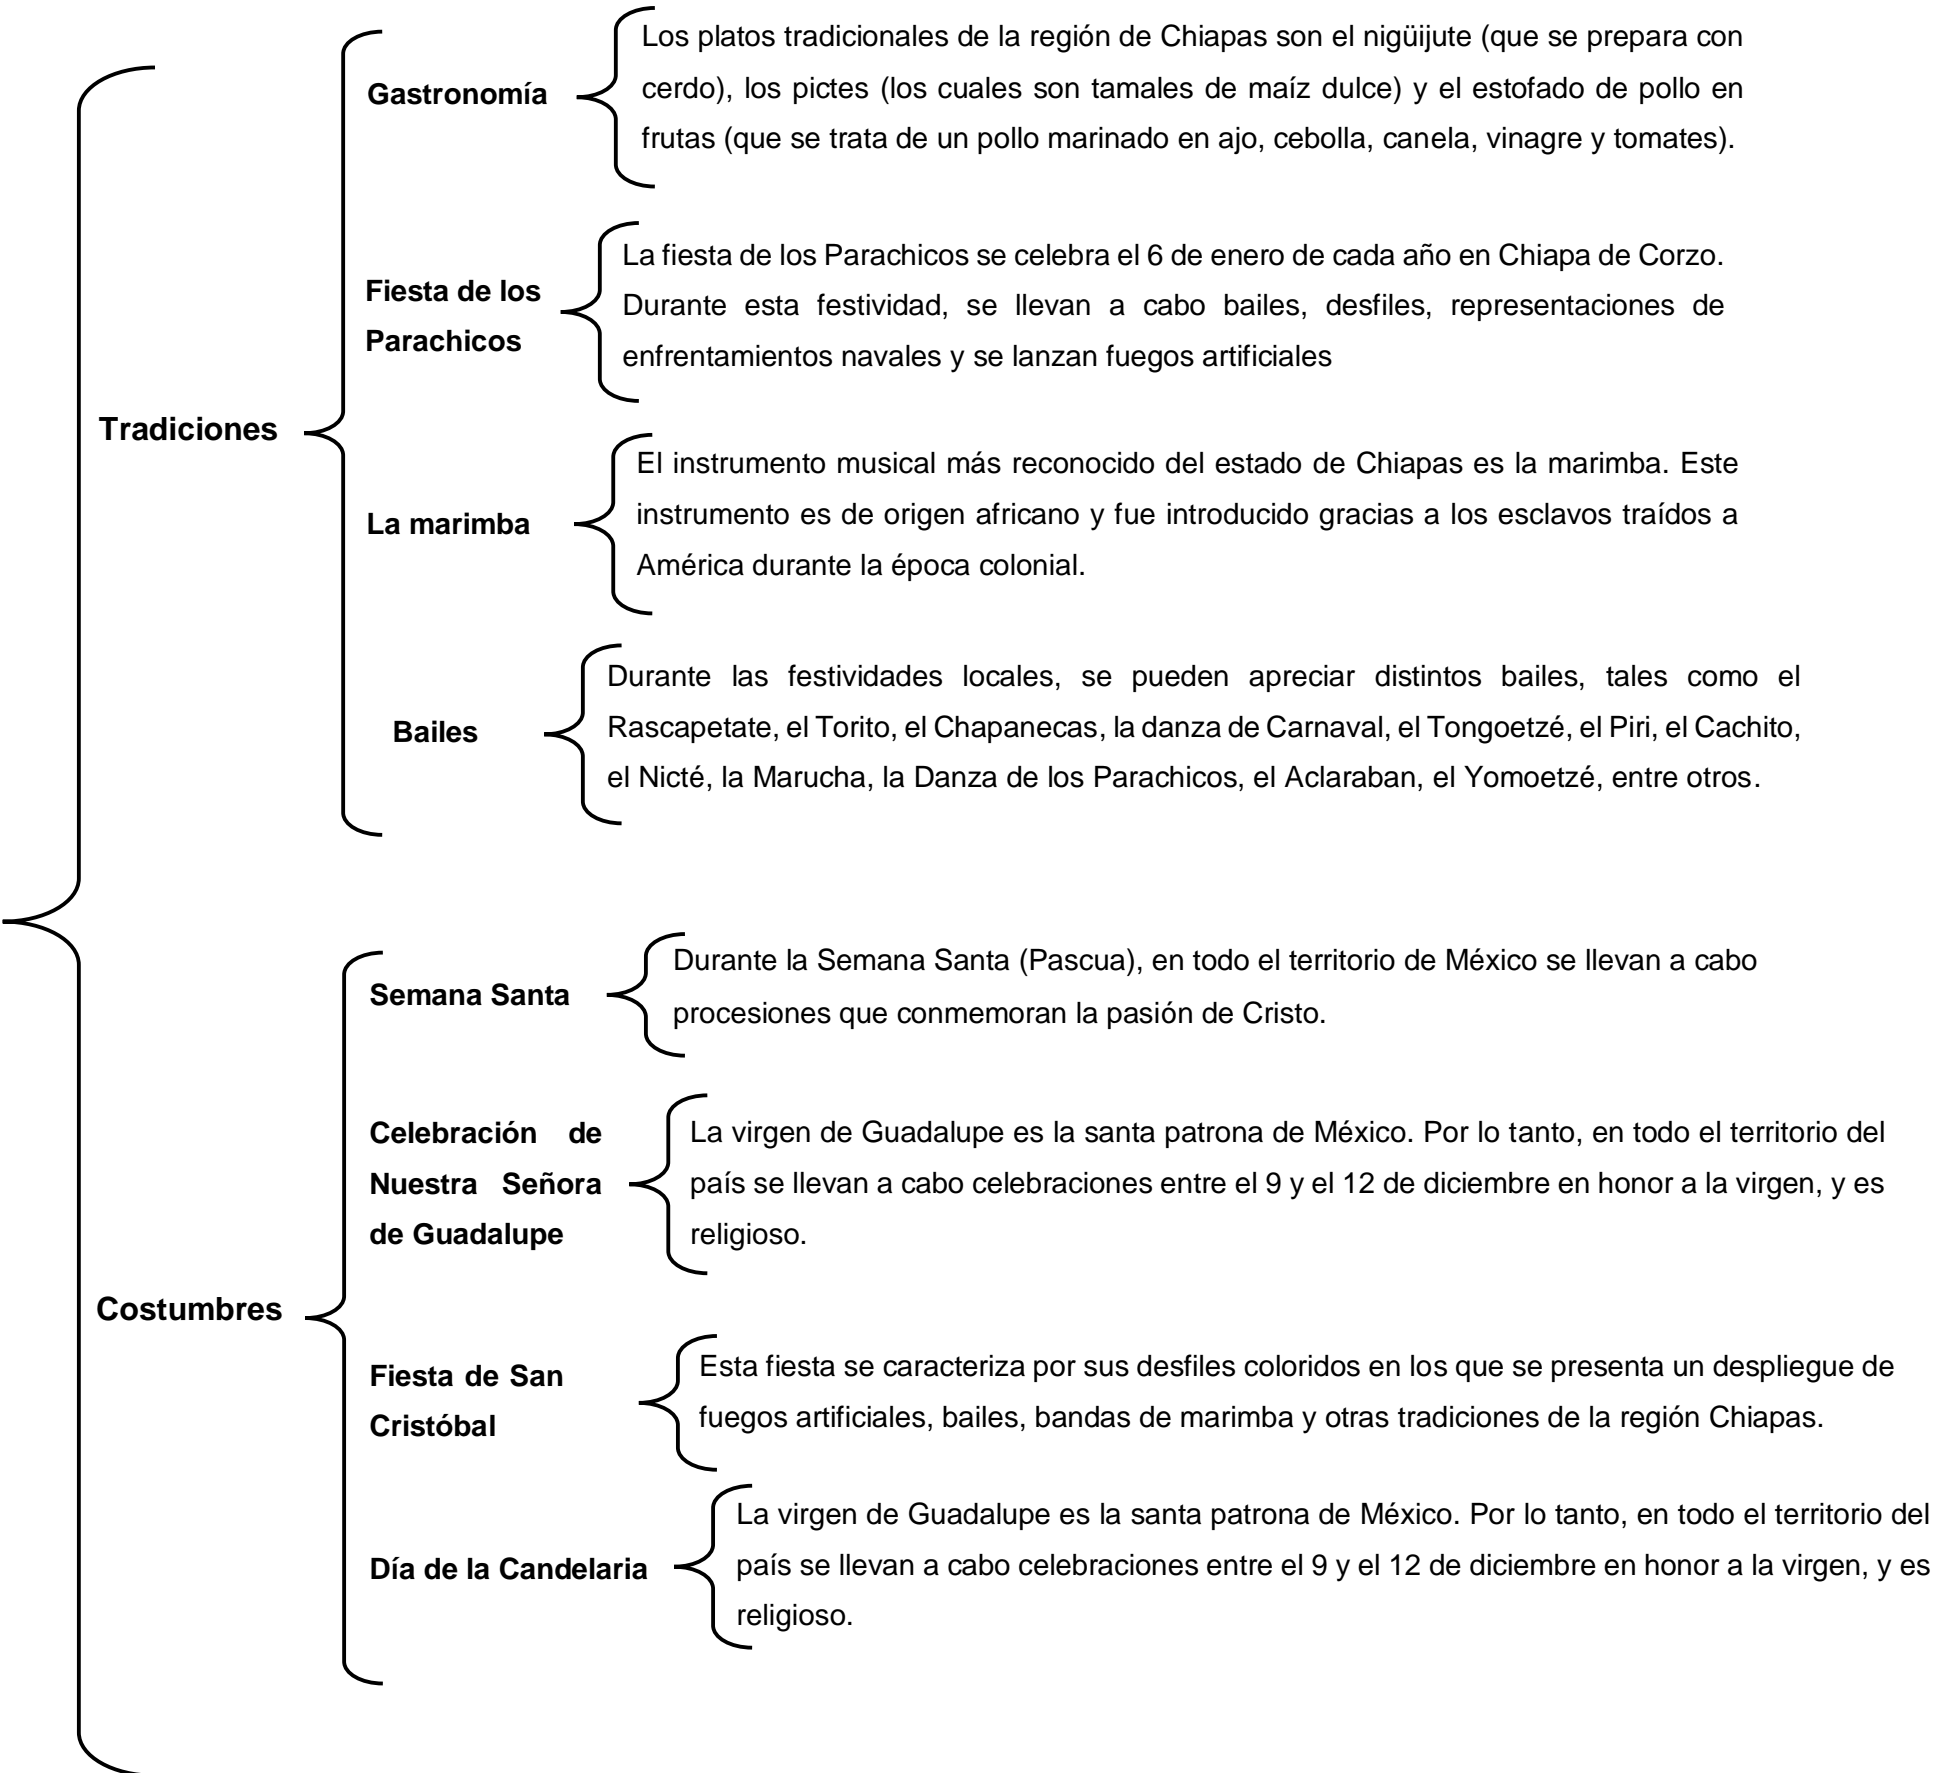 Tradiciones
Gastronomía
Los platos tradicionales de la región de Chiapas son el nigüijute (que se prepara con
cerdo), los pictes (los cuales son tamales de maíz dulce) y el estofado de pollo en
frutas (que se trata de un pollo marinado en ajo, cebolla, canela, vinagre y tomates).
Fiesta de los
Parachicos
La fiesta de los Parachicos se celebra el 6 de enero de cada año en Chiapa de Corzo.
Durante esta festividad, se llevan a cabo bailes, desfiles, representaciones de
enfrentamientos navales y se lanzan fuegos artificiales
La marimba
El instrumento musical más reconocido del estado de Chiapas es la marimba. Este
instrumento es de origen africano y fue introducido gracias a los esclavos traídos a
América durante la época colonial.
Bailes
Durante las festividades locales, se pueden apreciar distintos bailes, tales como el
Rascapetate, el Torito, el Chapanecas, la danza de Carnaval, el Tongoetzé, el Piri, el Cachito,
el Nicté, la Marucha, la Danza de los Parachicos, el Aclaraban, el Yomoetzé, entre otros.
Costumbres
Semana Santa
Durante la Semana Santa (Pascua), en todo el territorio de México se llevan a cabo
procesiones que conmemoran la pasión de Cristo.
Celebración de
Nuestra Señora
de Guadalupe
La virgen de Guadalupe es la santa patrona de México. Por lo tanto, en todo el territorio del
país se llevan a cabo celebraciones entre el 9 y el 12 de diciembre en honor a la virgen, y es
religioso.
Fiesta de San
Cristóbal
Esta fiesta se caracteriza por sus desfiles coloridos en los que se presenta un despliegue de
fuegos artificiales, bailes, bandas de marimba y otras tradiciones de la región Chiapas.
Día de la Candelaria
La virgen de Guadalupe es la santa patrona de México. Por lo tanto, en todo el territorio del
país se llevan a cabo celebraciones entre el 9 y el 12 de diciembre en honor a la virgen, y es
religioso.